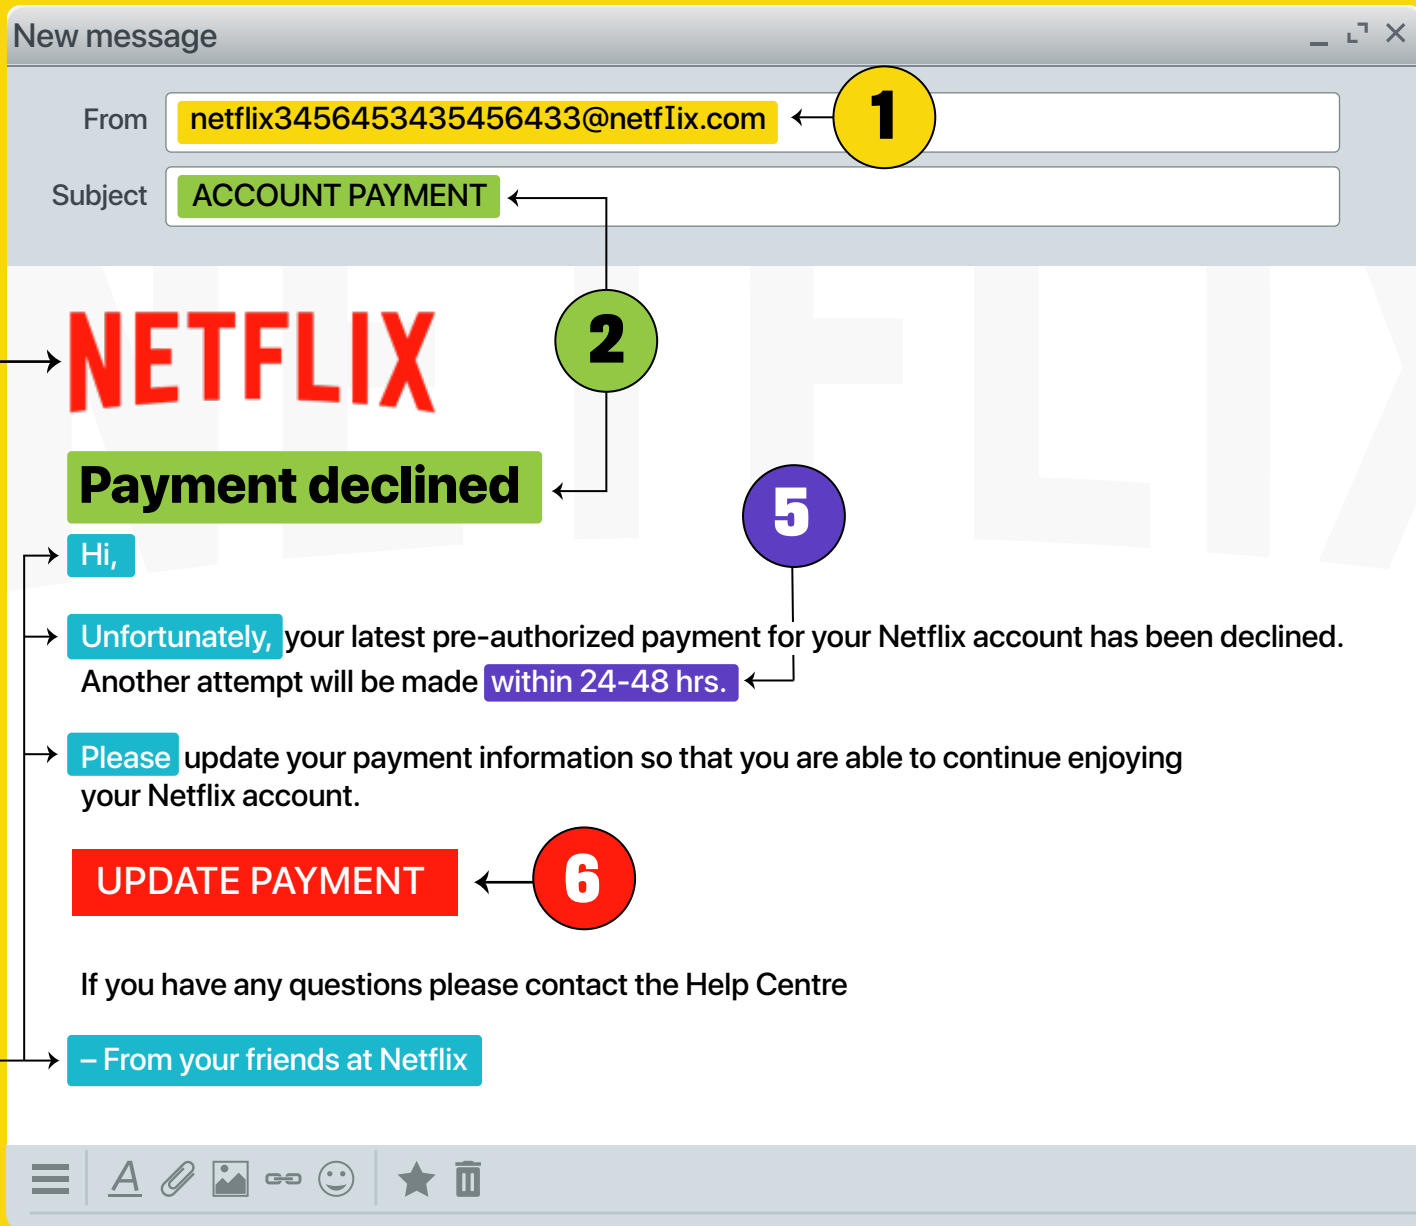 New message
From netflix3456453435456433@netfIix.com 1
Subject ACCOUNT PAYMENT
NETFLIX
2
Payment declined
5
Hi,
Unfortunately, your latest pre-authorized payment for your Netflix account has been declined.
Another attempt will be made within 24-48 hrs.
Please update your payment information so that you are able to continue enjoying
your Netflix account.
UPDATE PAYMENT 6
If you have any questions please contact the Help Centre
– From your friends at Netflix
A